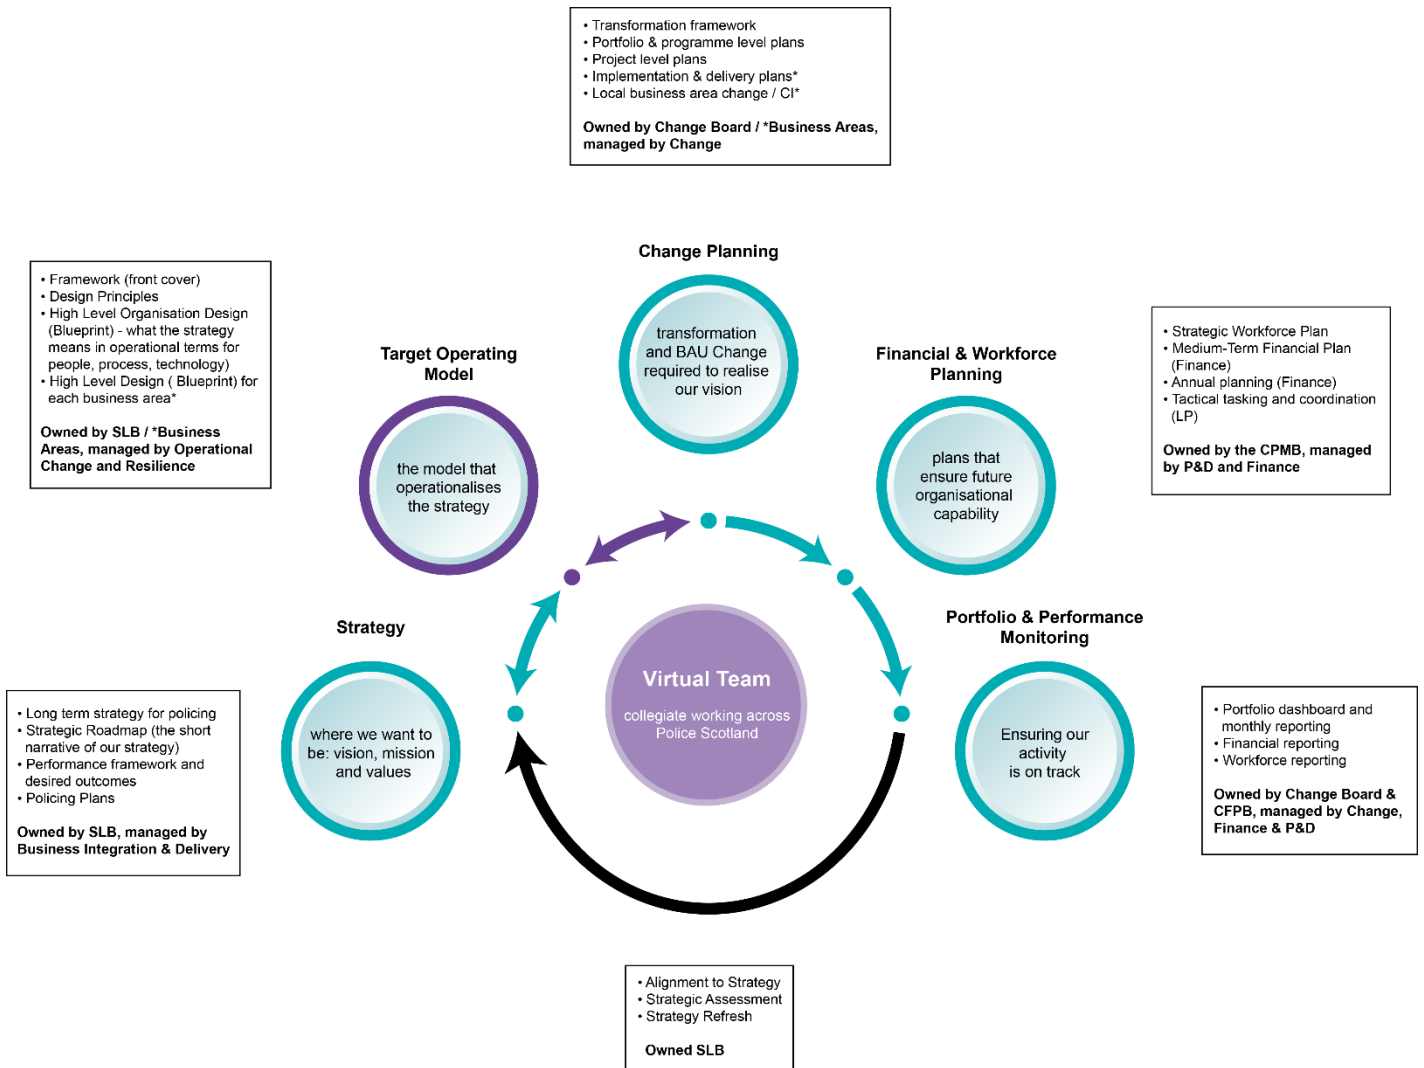 • Transformation framework
• Portfolio & programme level plans
• Project level plans
• Implementation & delivery plans*
• Local business area change / CI*
Owned by Change Board / *Business Areas,
managed by Change
Change Planning
transformation
and BAU Change
required to realise
our vision
• Framework (front cover)
• Design Principles
• High Level Organisation Design
(Blueprint) - what the strategy
means in operational terms for
people, process, technology)
• High Level Design ( Blueprint) for
each business area*
Owned by SLB / *Business
Areas, managed by Operational
Change and Resilience
Target Operating
Model
the model that
operationalises
the strategy
Financial & Workforce
Planning
plans that
ensure future
organisational
capability
• Strategic Workforce Plan
• Medium-Term Financial Plan
(Finance)
• Annual planning (Finance)
• Tactical tasking and coordination
(LP)
Owned by the CPMB, managed
by P&D and Finance
Strategy
where we want to
be: vision, mission
and values
• Long term strategy for policing
• Strategic Roadmap (the short
narrative of our strategy)
• Performance framework and
desired outcomes
• Policing Plans
Owned by SLB, managed by
Business Integration & Delivery
Virtual Team
collegiate working across
Police Scotland
Portfolio & Performance
Monitoring
Ensuring our
activity
is on track
• Portfolio dashboard and
monthly reporting
• Financial reporting
• Workforce reporting
Owned by Change Board &
CFPB, managed by Change,
Finance & P&D
• Alignment to Strategy
• Strategic Assessment
• Strategy Refresh
Owned SLB